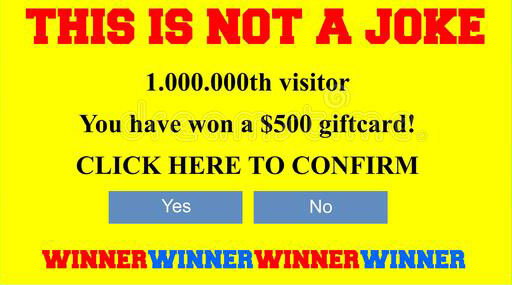 THIS IS NOT A JOKE
1.000.000th visitor
You have won a $500 giftcard!
dreamstime
CLICK HERE TO CONFIRM
Yes No
WINNERWINNERWINNERWINNER